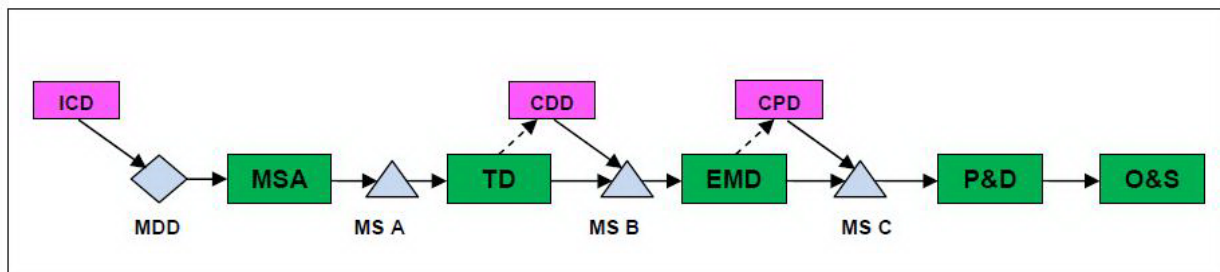 ICD CDD CPD
MSA TD EMD P&D O&S
MDD MS A MS B MS C